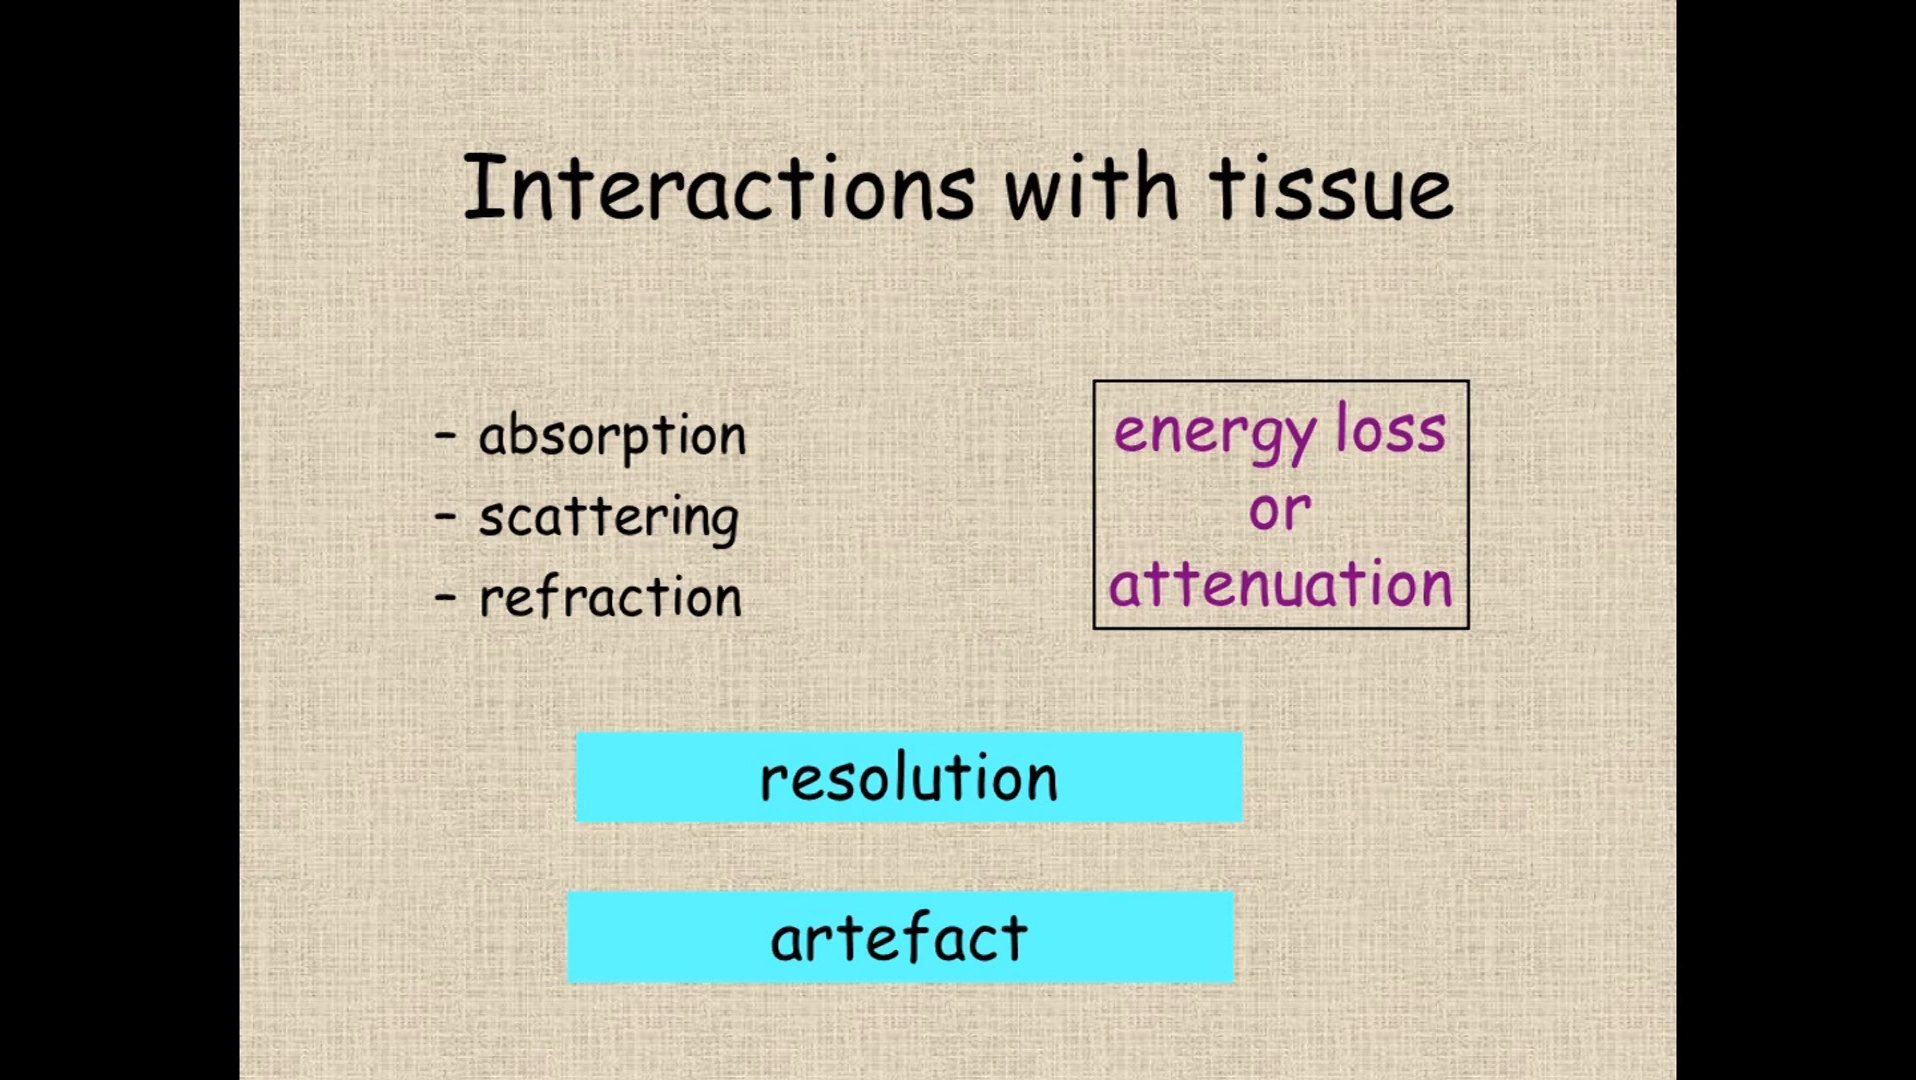 Interactions with tissue
– absorption
– scattering
– refraction
energy loss
or
attenuation
resolution
artefact